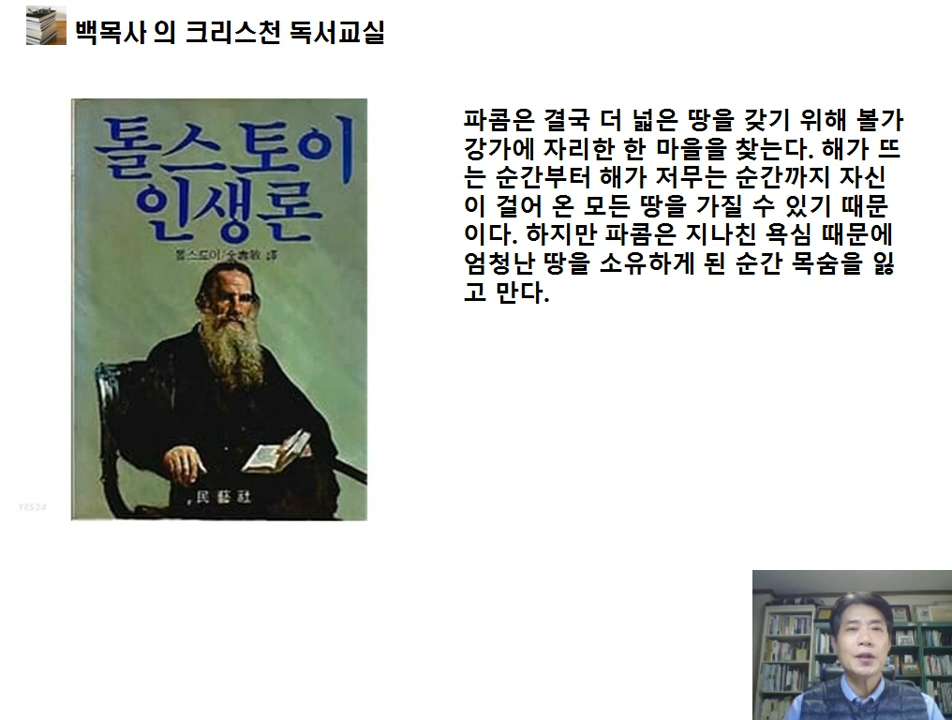 백목사 의 크리스천 독서교실
톨스토이
인생론
톨스토이/ 譯
民藝社
YES24
파콤은 결국 더 넓은 땅을 갖기 위해 볼가
강가에 자리한 한 마을을 찾는다. 해가 뜨
는 순간부터 해가 저무는 순간까지 자신
이 걸어 온 모든 땅을 가질 수 있기 때문
이다. 하지만 파콤은 지나친 욕심 때문에
엄청난 땅을 소유하게 된 순간 목숨을 잃
고 만다.